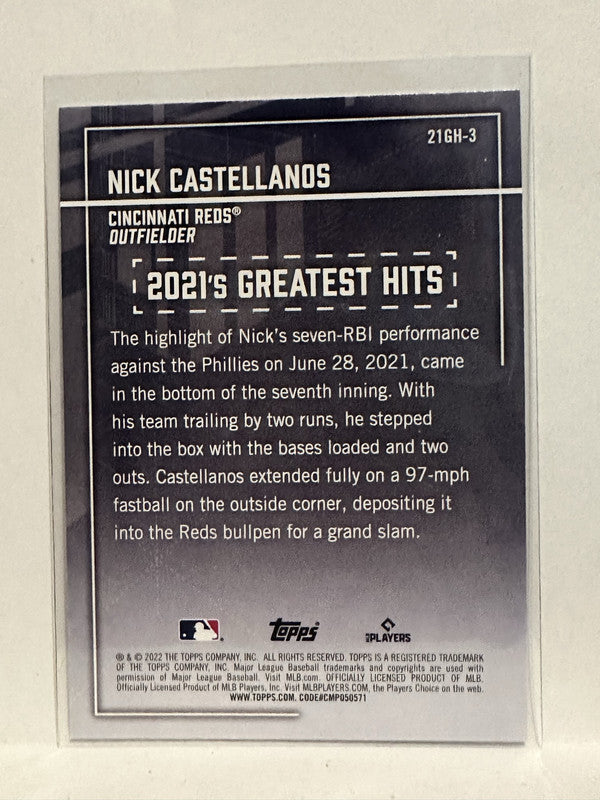 21GH-3
NICK CASTELLANOS
CINCINNATI REDS®
OUTFIELDER
2021's GREATEST HITS
The highlight of Nick's seven-RBI performance
against the Phillies on June 28, 2021, came
in the bottom of the seventh inning. With
his team trailing by two runs, he stepped
into the box with the bases loaded and two
outs. Castellanos extended fully on a 97-mph
fastball on the outside corner, depositing it
into the Reds bullpen for a grand slam.
Topps® MLB PLAYERS
® & © 2022 THE TOPPS COMPANY, INC. ALL RIGHTS RESERVED. TOPPS IS A REGISTERED TRADEMARK
OF THE TOPPS COMPANY, INC. Major League Baseball trademarks and copyrights are used with
permission of Major League Baseball. Visit MLB.com. OFFICIALLY LICENSED PRODUCT OF MLB.
Officially Licensed Product of MLB Players, Inc. Visit MLBPLAYERS.COM, the Players Choice on the web.
WWW.TOPPS.COM. CODE#CMP050571